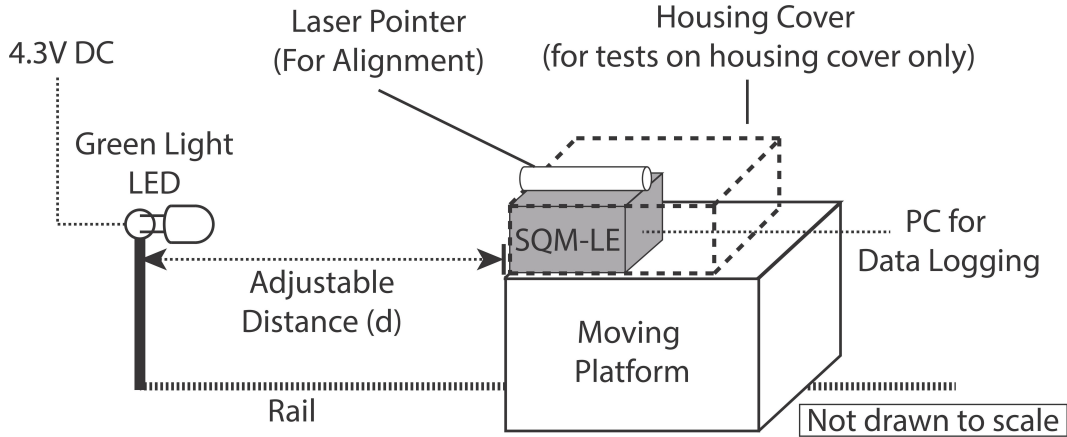 Laser Pointer
(For Alignment)
Housing Cover
(for tests on housing cover only)
4.3V DC
Green Light
LED
SQM-LE
PC for
Data Logging
Adjustable
Distance (d)
Moving
Platform
Rail
Not drawn to scale